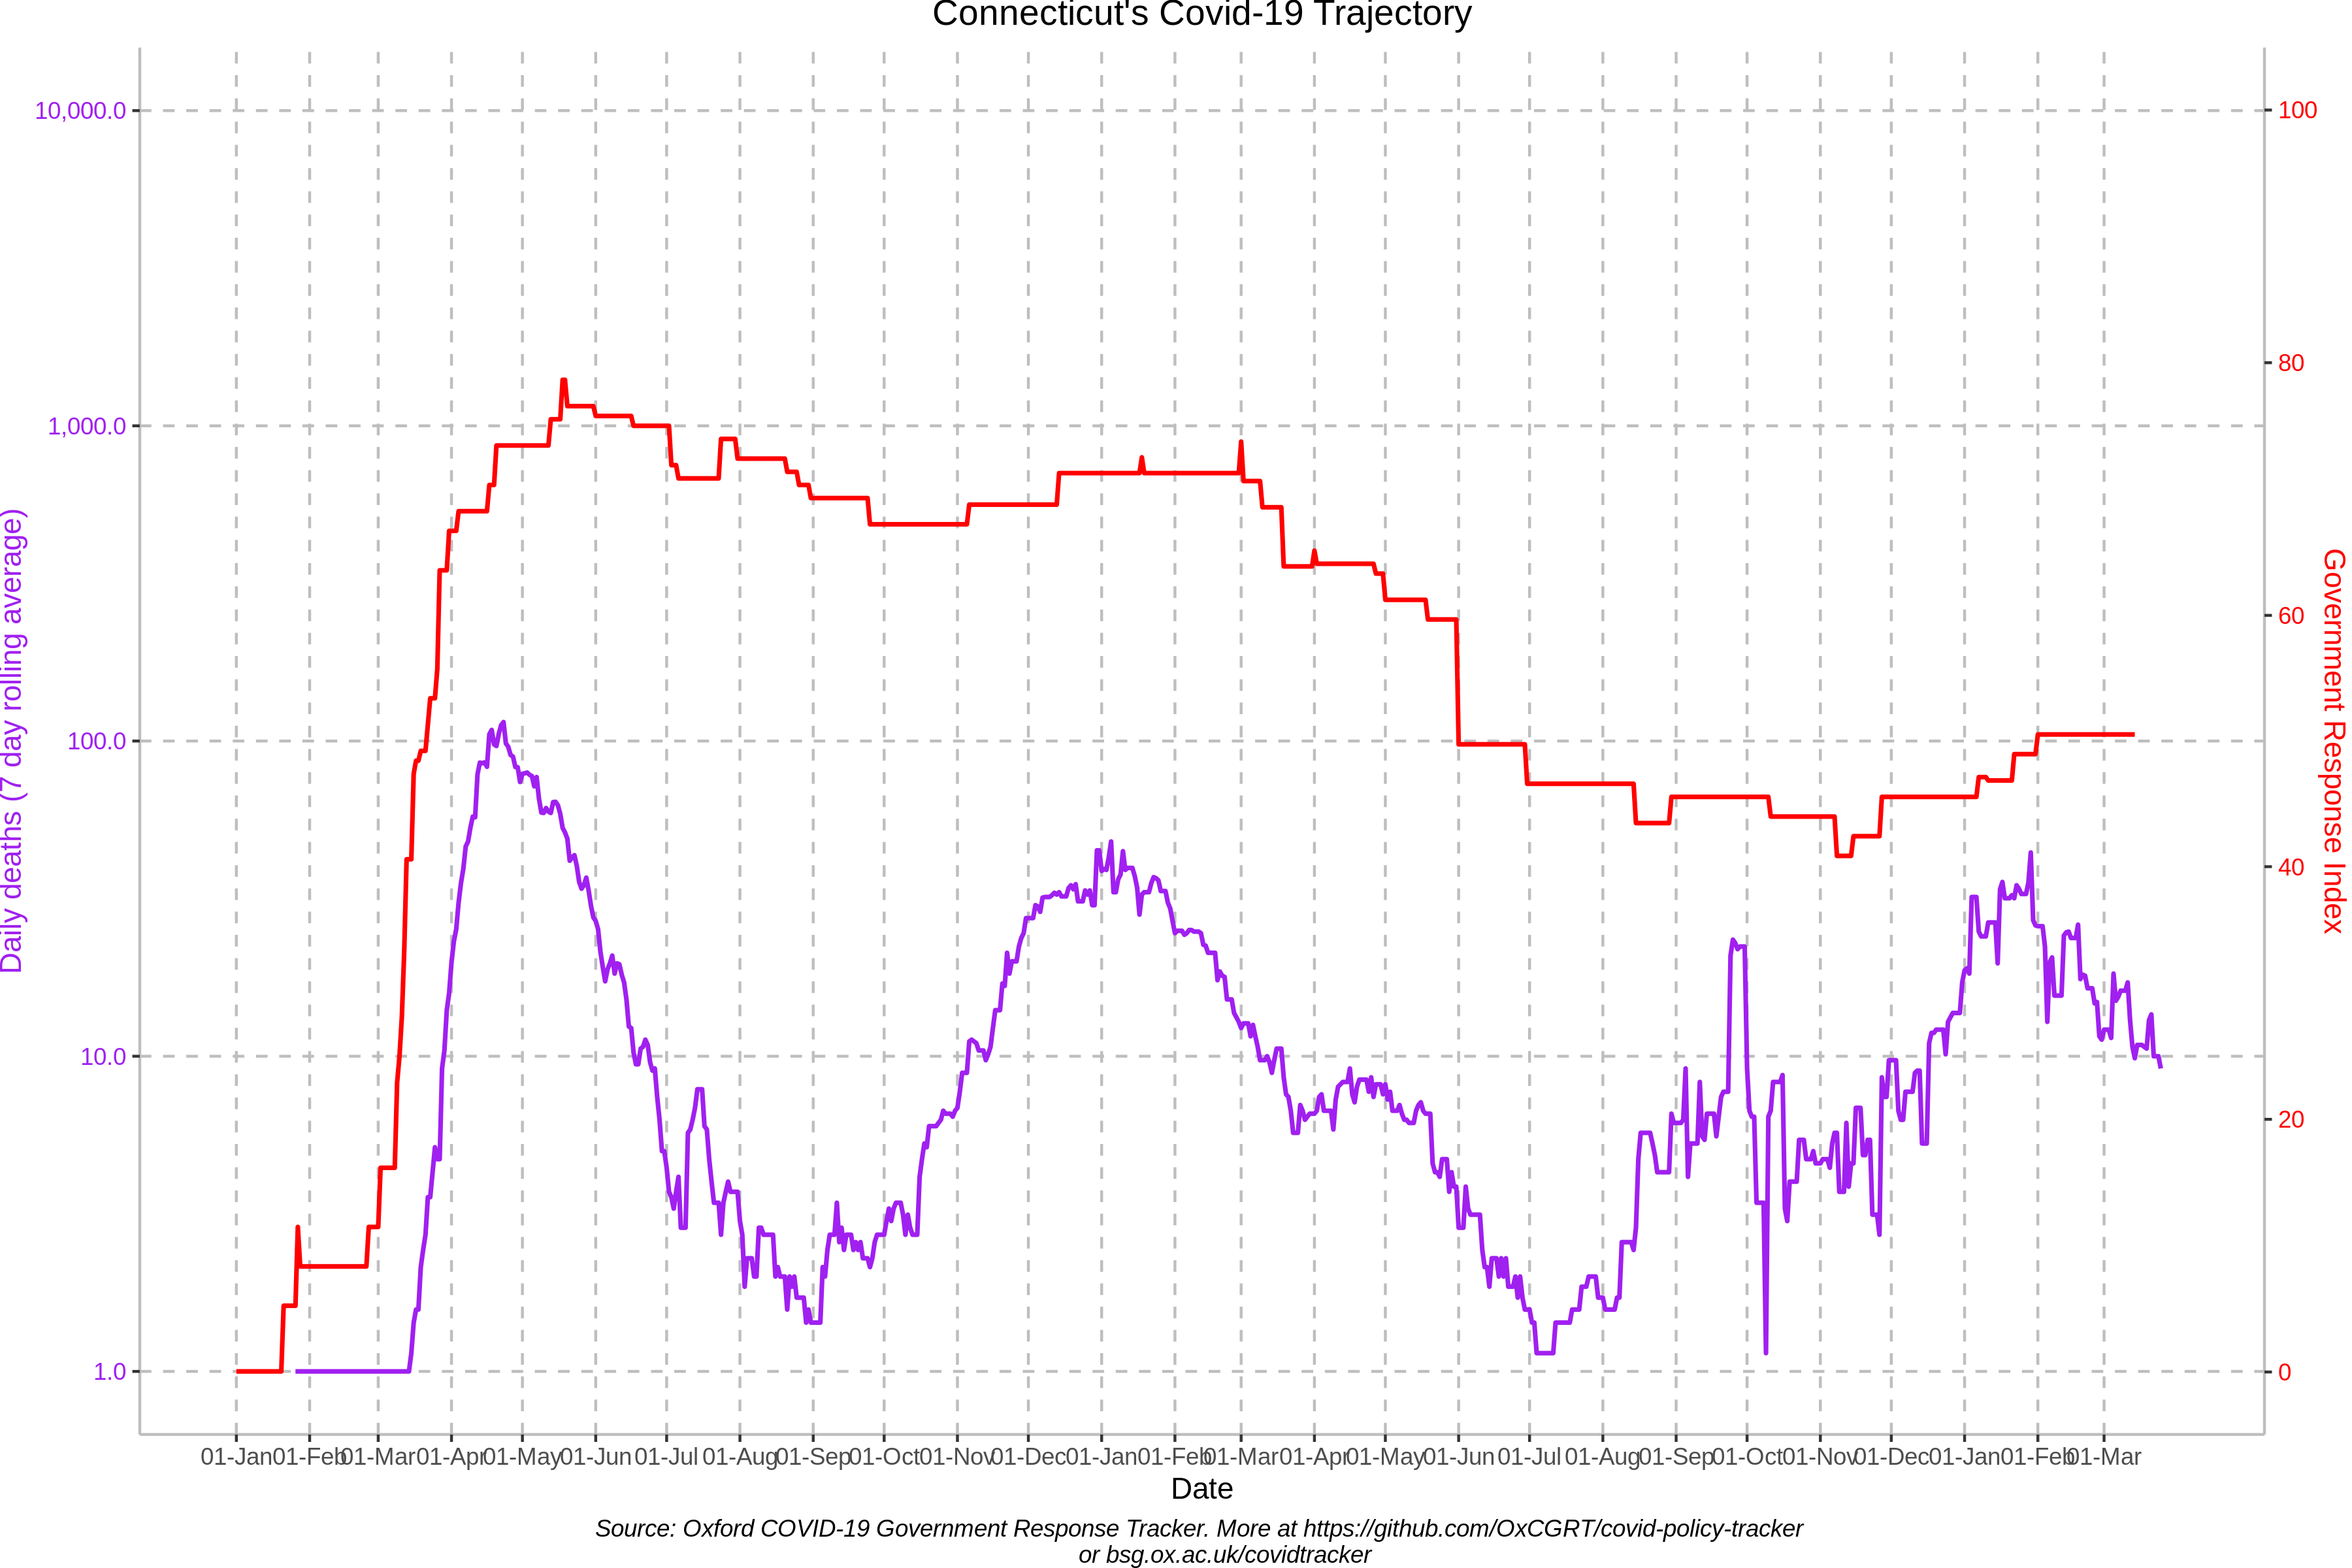 Connecticut's Covid-19 Trajectory
10,000.0
1,000.0
100.0
10.0
1.0
Daily deaths (7 day rolling average)
100
80
60
40
20
0
Government Response Index
01-Jan 01-Feb 01-Mar 01-Apr 01-May 01-Jun 01-Jul 01-Aug 01-Sep 01-Oct 01-Nov 01-Dec 01-Jan 01-Feb 01-Mar 01-Apr 01-May 01-Jun 01-Jul 01-Aug 01-Sep 01-Oct 01-Nov 01-Dec 01-Jan 01-Feb 01-Mar
Date
Source: Oxford COVID-19 Government Response Tracker. More at https://github.com/OxCGRT/covid-policy-tracker
or bsg.ox.ac.uk/covidtracker